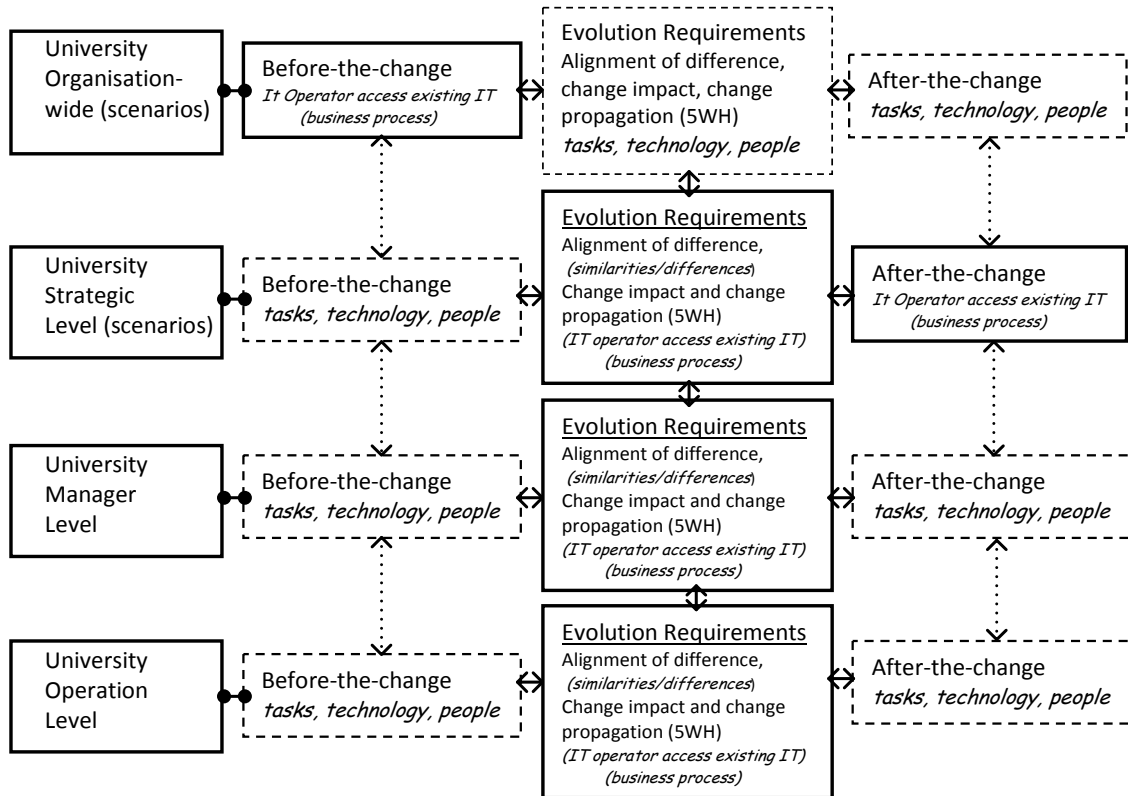 University
Organisation-
wide (scenarios)
Before-the-change
It Operator access existing IT
(business process)
Evolution Requirements
Alignment of difference,
change impact, change
propagation (5WH)
tasks, technology, people
After-the-change
tasks, technology, people
University
Strategic
Level (scenarios)
Before-the-change
tasks, technology, people
Evolution Requirements
Alignment of difference,
(similarities/differences)
Change impact and change
propagation (5WH)
(IT operator access existing IT)
(business process)
After-the-change
It Operator access existing IT
(business process)
University
Manager
Level
Before-the-change
tasks, technology, people
Evolution Requirements
Alignment of difference,
(similarities/differences)
Change impact and change
propagation (5WH)
(IT operator access existing IT)
(business process)
After-the-change
tasks, technology, people
University
Operation
Level
Before-the-change
tasks, technology, people
Evolution Requirements
Alignment of difference,
(similarities/differences)
Change impact and change
propagation (5WH)
(IT operator access existing IT)
(business process)
After-the-change
tasks, technology, people